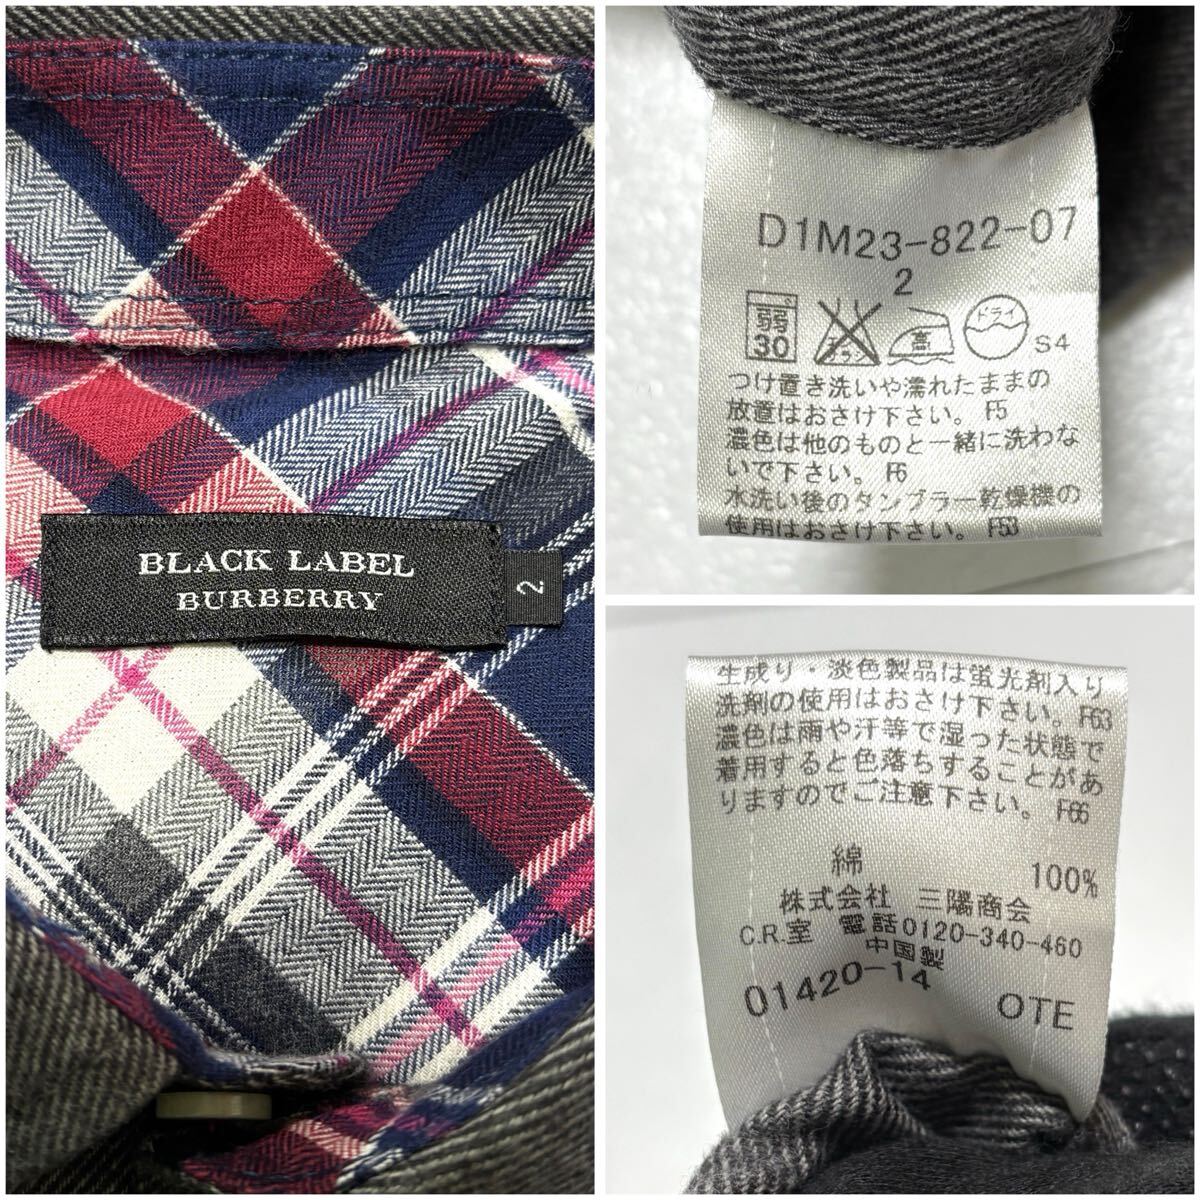 BLACK LABEL
BURBERRY
2
D1M23-822-07
2
弱
30
高
ドライ
S4
つけ置き洗いや濡れたままの
放置はおさけ下さい。F5
濃色は他のものと一緒に洗わな
いで下さい。F6
水洗い後のタンブラー乾燥機の
使用はおさけ下さい。F53
生成り・淡色製品は蛍光剤入り
洗剤の使用はおさけ下さい。F63
濃色は雨や汗等で湿った状態で
着用すると色落ちすることがあ
りますのでご注意下さい。F66
綿 100%
株式会社 三陽商会
C.R.室 電話0120-340-460
中国製
01420-14 OTE